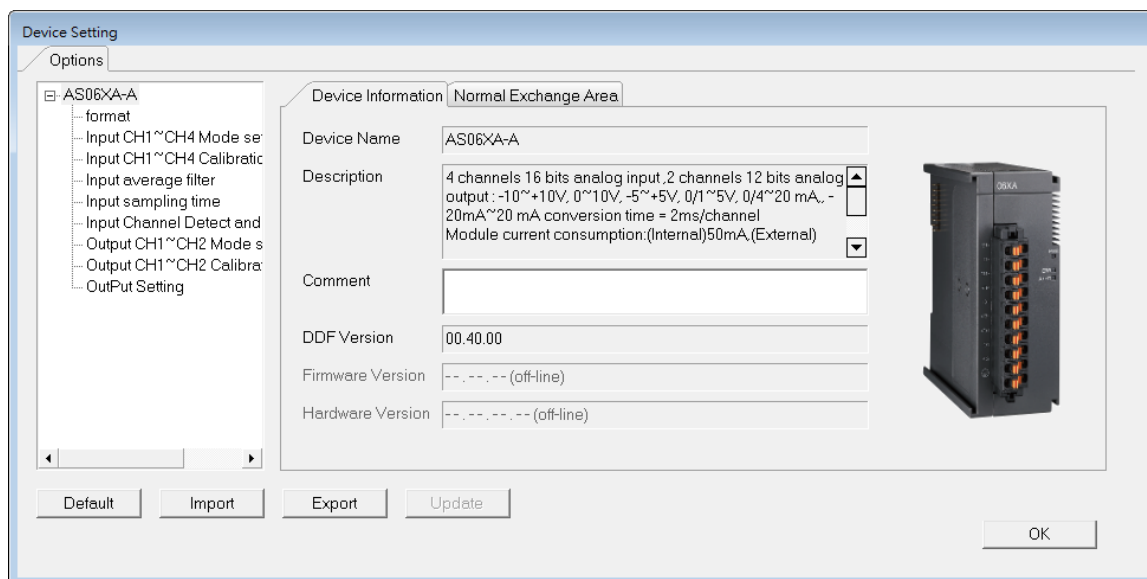 Device Setting
Options
AS06XA-A
format
Input CH1~CH4 Mode se
Input CH1~CH4 Calibratic
Input average filter
Input sampling time
Input Channel Detect and
Output CH1~CH2 Mode s
Output CH1~CH2 Calibra
OutPut Setting
Device Information
Normal Exchange Area
Device Name
AS06XA-A
Description
4 channels 16 bits analog input ,2 channels 12 bits analog
output : -10~+10V, 0~10V, -5~+5V, 0/1~5V, 0/4~20 mA,, -
20mA~20 mA conversion time = 2ms/channel
Module current consumption:(Internal)50mA,(External)
Comment
DDF Version
00.40.00
Firmware Version
--.--.-- (off-line)
Hardware Version
--.--.--.-- (off-line)
06XA
Default
Import
Export
Update
OK